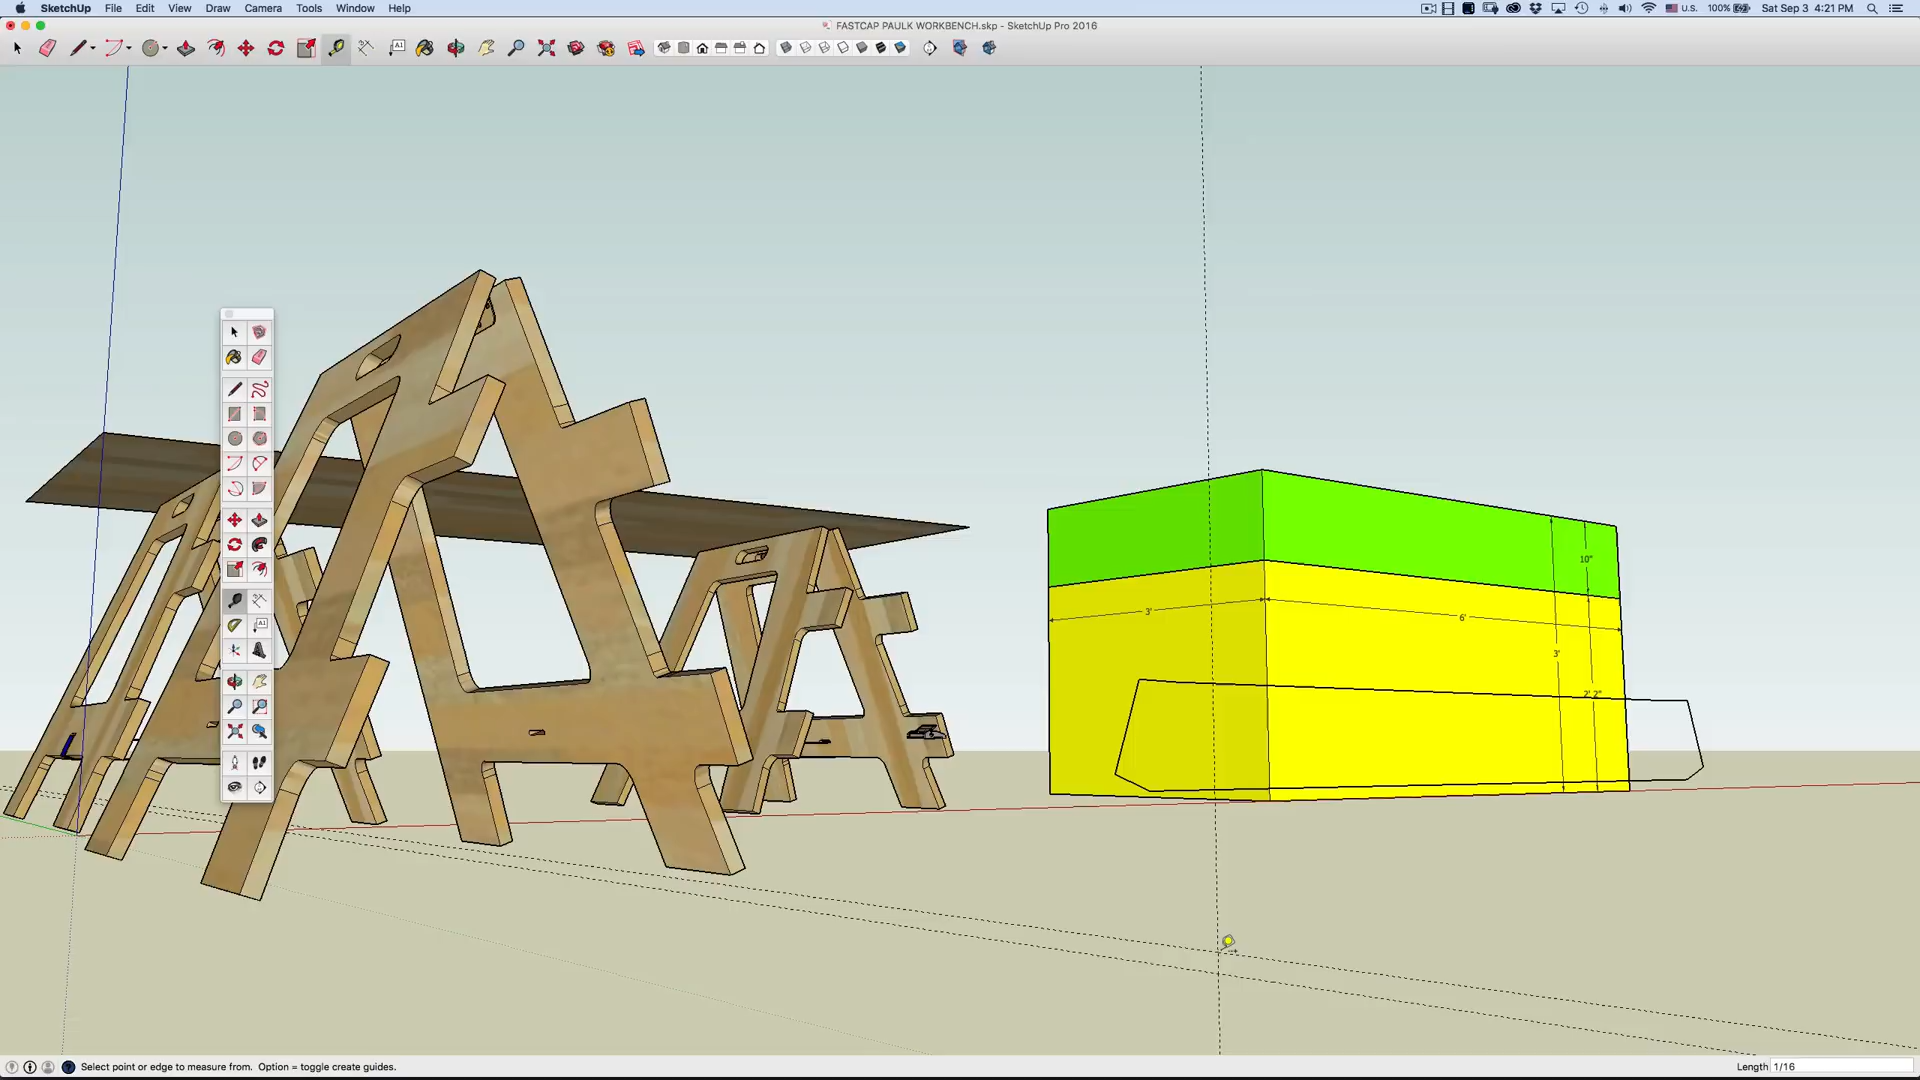 SketchUp File Edit View Draw Camera Tools Window Help
U.S. 100% Sat Sep 3 4:21 PM
FASTCAP PAULK WORKBENCH.skp - SketchUp Pro 2016
A1
A1
10"
3'
6'
3'
2' 2"
Select point or edge to measure from. Option = toggle create guides.
Length 1/16